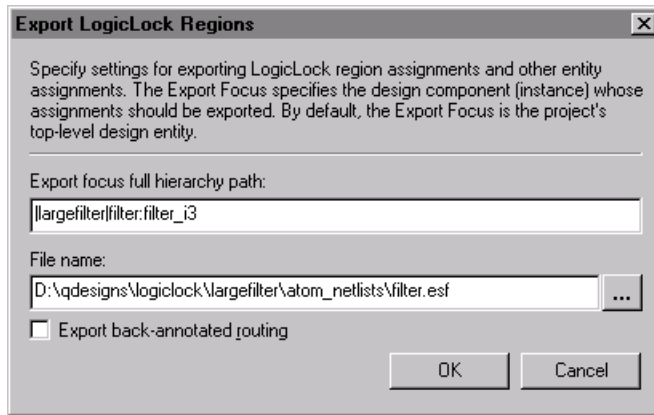 Export LogicLock Regions
Specify settings for exporting LogicLock region assignments and other entity
assignments. The Export Focus specifies the design component (instance) whose
assignments should be exported. By default, the Export Focus is the project's
top-level design entity.
Export focus full hierarchy path:
|largefilter|filter:filter_i3
File name:
D:\qdesigns\logiclock\largefilter\atom_netlists\filter.esf
...
Export back-annotated routing
OK Cancel